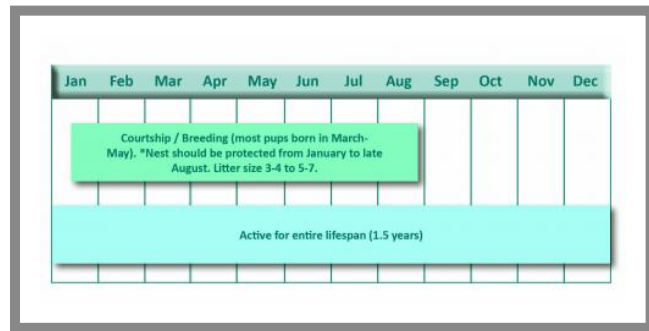 Jan Feb Mar Apr May Jun Jul Aug Sep Oct Nov Dec
Courtship / Breeding (most pups born in March-
May). *Nest should be protected from January to late
August. Litter size 3-4 to 5-7.
Active for entire lifespan (1.5 years)